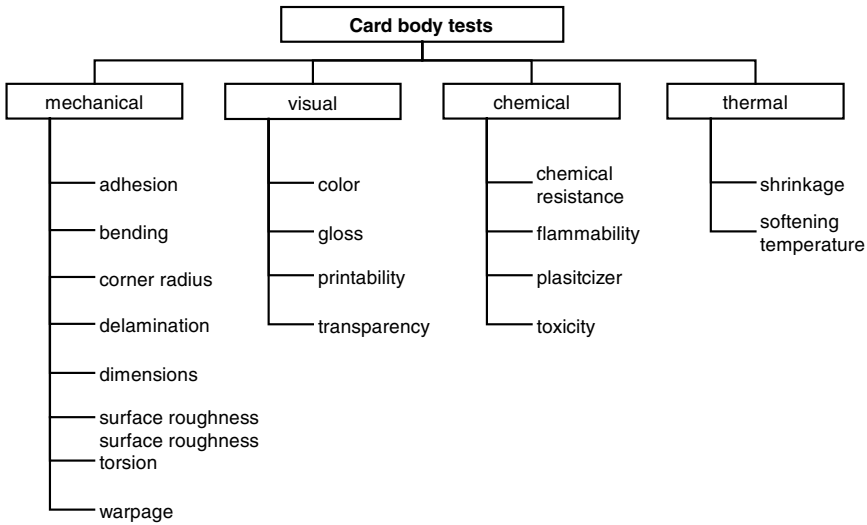 Card body tests
mechanical
visual
chemical
thermal
adhesion
bending
corner radius
delamination
dimensions
surface roughness
surface roughness
torsion
warpage
color
gloss
printability
transparency
chemical
resistance
flammability
plasitcizer
toxicity
shrinkage
softening
temperature